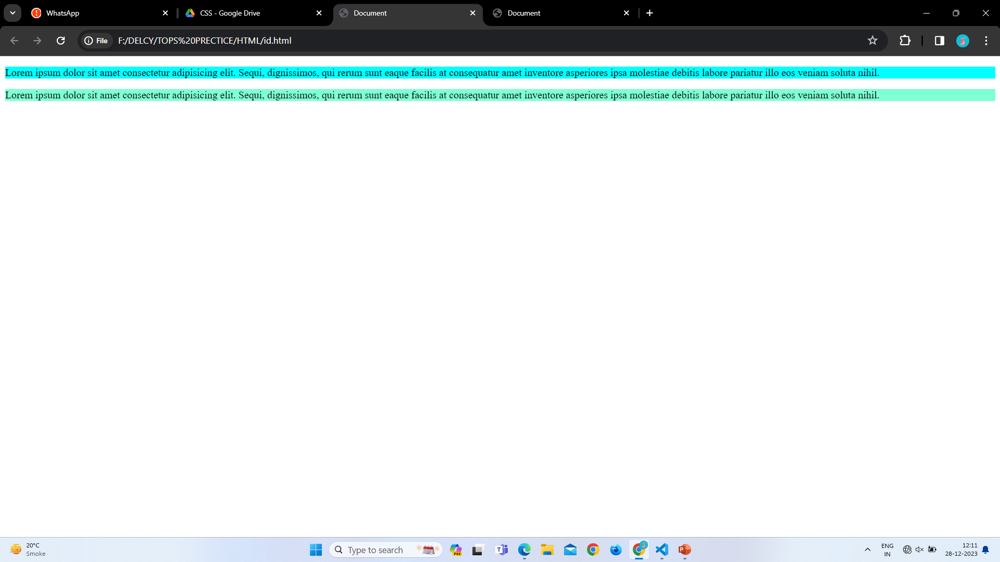 WhatsApp
CSS - Google Drive
Document
Document
File
F:/DELCY/TOPS%20PRECTICE/HTML/id.html
Lorem ipsum dolor sit amet consectetur adipisicing elit. Sequi, dignissimos, qui rerum sunt eaque facilis at consequatur amet inventore asperiores ipsa molestiae debitis labore pariatur illo eos veniam soluta nihil.
Lorem ipsum dolor sit amet consectetur adipisicing elit. Sequi, dignissimos, qui rerum sunt eaque facilis at consequatur amet inventore asperiores ipsa molestiae debitis labore pariatur illo eos veniam soluta nihil.
20°C
Smoke
Type to search
PRE
ENG
IN
12:11
28-12-2023